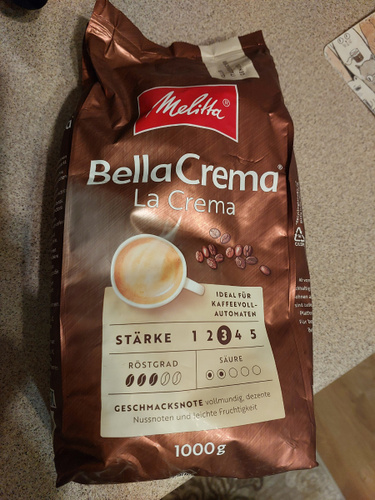 Melitta®
BellaCrema®
La Crema
IDEAL FÜR
KAFFEEVOLL-
AUTOMATEN
STÄRKE 1 2 3 4 5
RÖSTGRAD
SÄURE
GESCHMACKSNOTE vollmundig, dezente
Nussnoten und leichte Fruchtigkeit
1000g